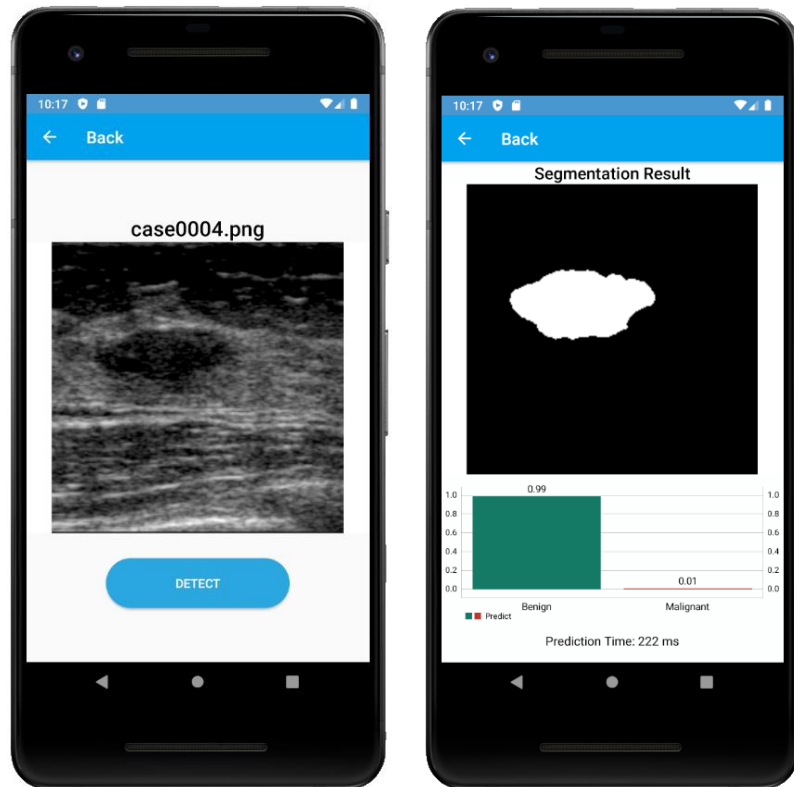 10:17
Back
case0004.png
DETECT
10:17
Back
Segmentation Result
0.99
1.0 1.0
0.8 0.8
0.6 0.6
0.4 0.4
0.2 0.01 0.2
0.0 0.0
Benign Malignant
Predict
Prediction Time: 222 ms